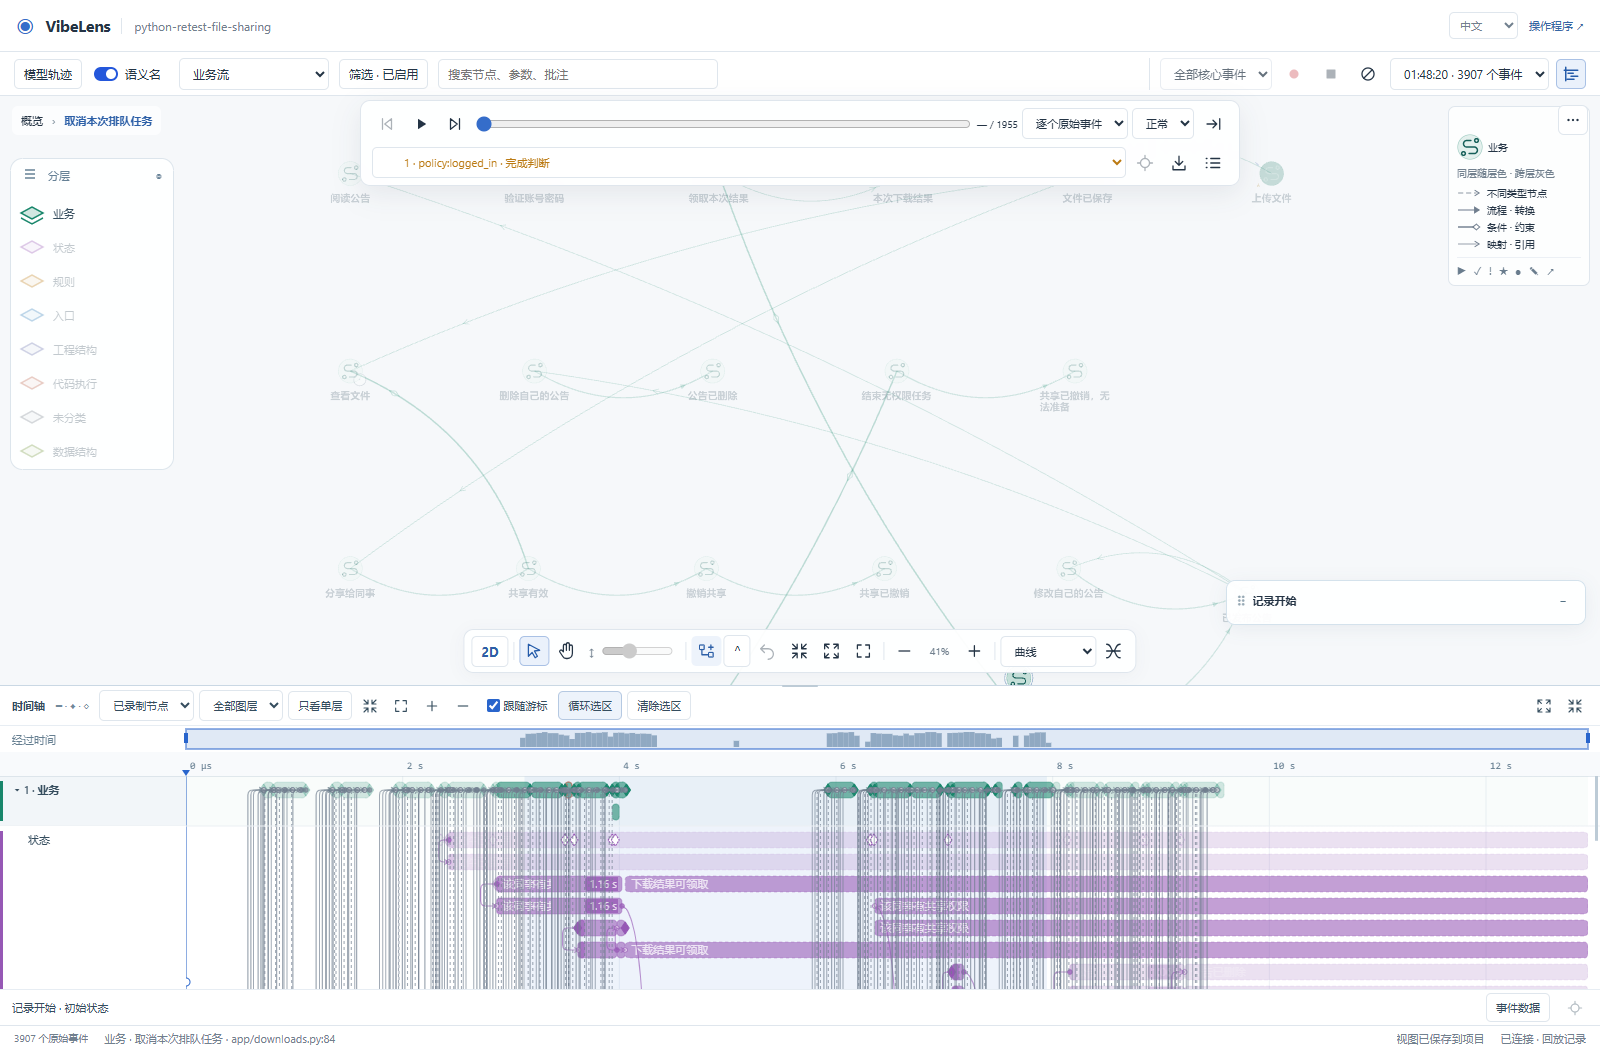 VibeLens python-retest-file-sharing 中文 操作程序 ↗
模型轨迹 语义名 业务流 筛选 · 已启用 搜索节点、参数、批注 全部核心事件 01:48:20 · 3907 个事件
概览 › 取消本次排队任务
— / 1955 逐个原始事件 正常
1 · policy:logged_in · 完成判断
分层
业务
状态
规则
入口
工程结构
代码执行
未分类
数据结构
业务
同层随层色 · 跨层灰色
不同类型节点
流程 · 转换
条件 · 约束
映射 · 引用
阅读公告 验证账号密码 领取本次结果 本次下载结果 文件已保存 上传文件
查看文件 删除自己的公告 公告已删除 结束无权限任务 共享已撤销，无
法准备
分享给同事 共享有效 撤销共享 共享已撤销 修改自己的公告
记录开始 –
2D 41% 曲线
时间轴 已录制节点 全部图层 只看单层 跟随游标 循环选区 清除选区
经过时间
0 μs 2 s 4 s 6 s 8 s 10 s 12 s
1 · 业务
状态
1.16 s 下载结果可领取
1.16 s
下载结果可领取
记录开始 · 初始状态 事件数据
3907 个原始事件 业务 · 取消本次排队任务 · app/downloads.py:84 视图已保存到项目 已连接 · 回放记录